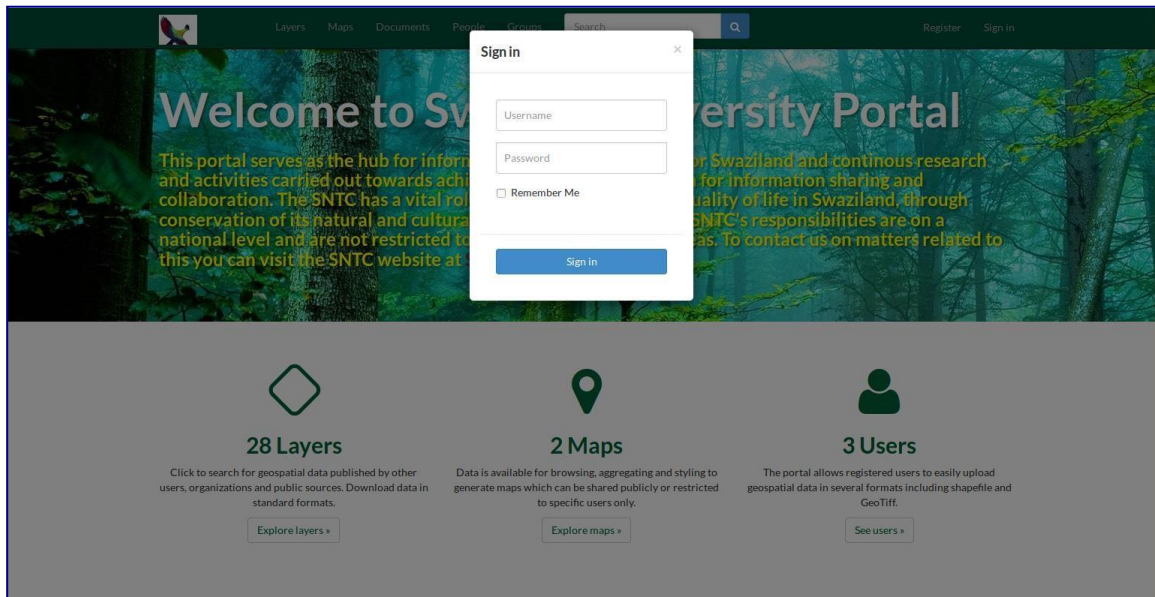 Layers Maps Documents People Groups Search Register Sign in
Sign in ×
Welcome to Sw ersity Portal
Username
This portal serves as the hub for inform or Swaziland and continous research
Password
and activities carried out towards achi for information sharing and
Remember Me
collaboration. The SNTC has a vital rol uality of life in Swaziland, through
conservation of its natural and cultura SNTC's responsibilities are on a
national level and are not restricted to as. To contact us on matters related to
this you can visit the SNTC website at
Sign in
28 Layers
Click to search for geospatial data published by other
users, organizations and public sources. Download data in
standard formats.
Explore layers »
2 Maps
Data is available for browsing, aggregating and styling to
generate maps which can be shared publicly or restricted
to specific users only.
Explore maps »
3 Users
The portal allows registered users to easily upload
geospatial data in several formats including shapefile and
GeoTiff.
See users »